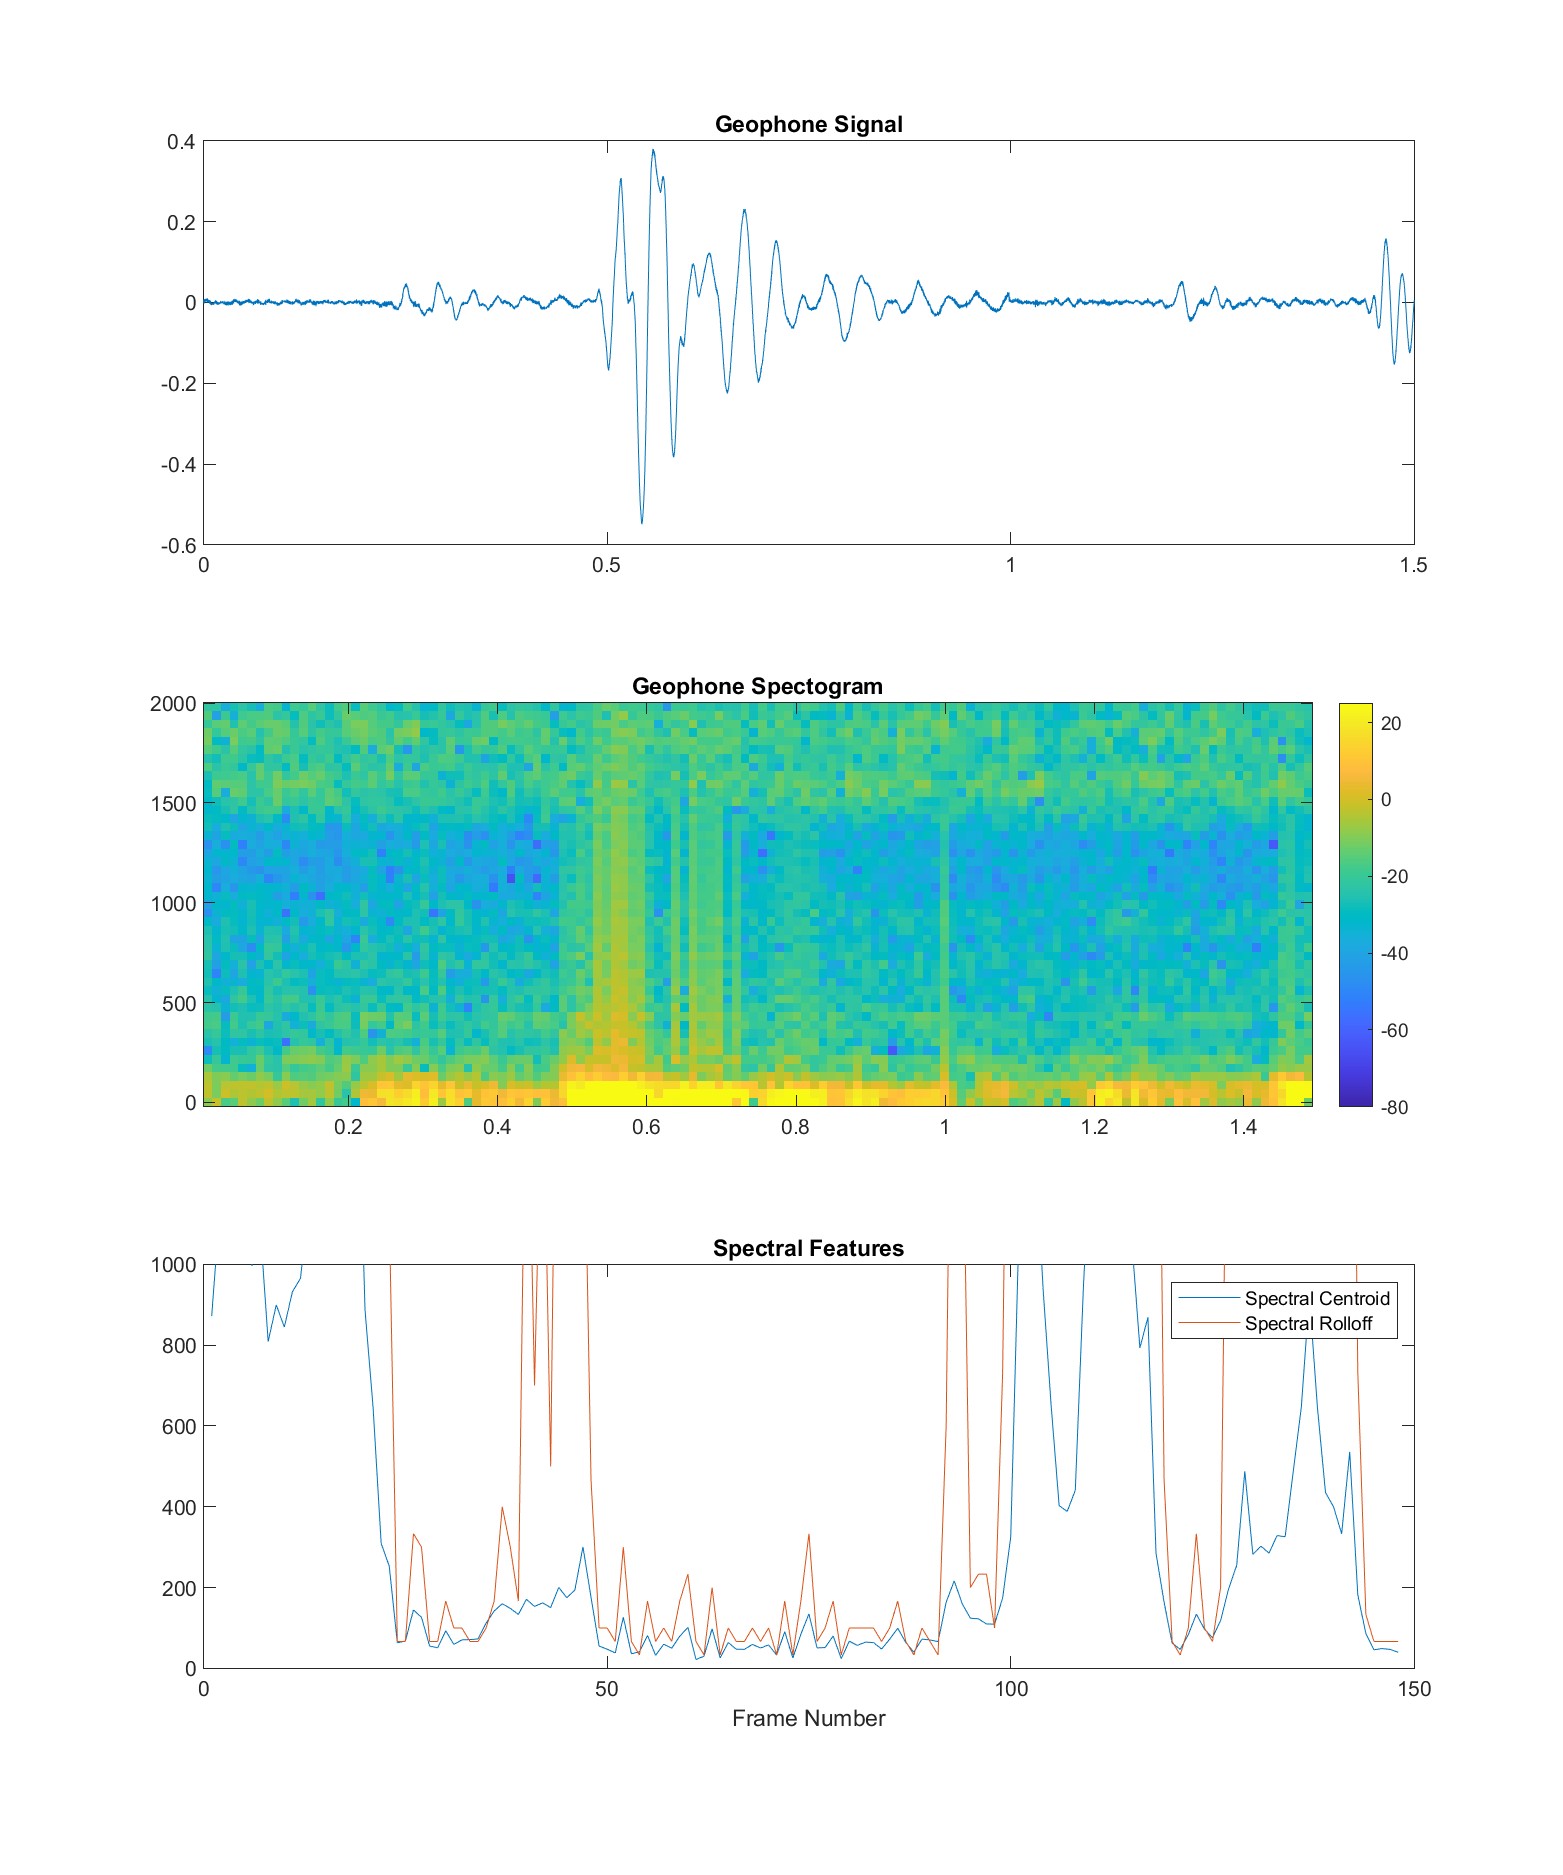 Geophone Signal
0.4
0.2
0
-0.2
-0.4
-0.6
0 0.5 1 1.5
Geophone Spectogram
2000
1500
1000
500
0
0.2 0.4 0.6 0.8 1 1.2 1.4
20
0
-20
-40
-60
-80
Spectral Features
1000
800
600
400
200
0
Spectral Centroid
Spectral Rolloff
0 50 100 150
Frame Number